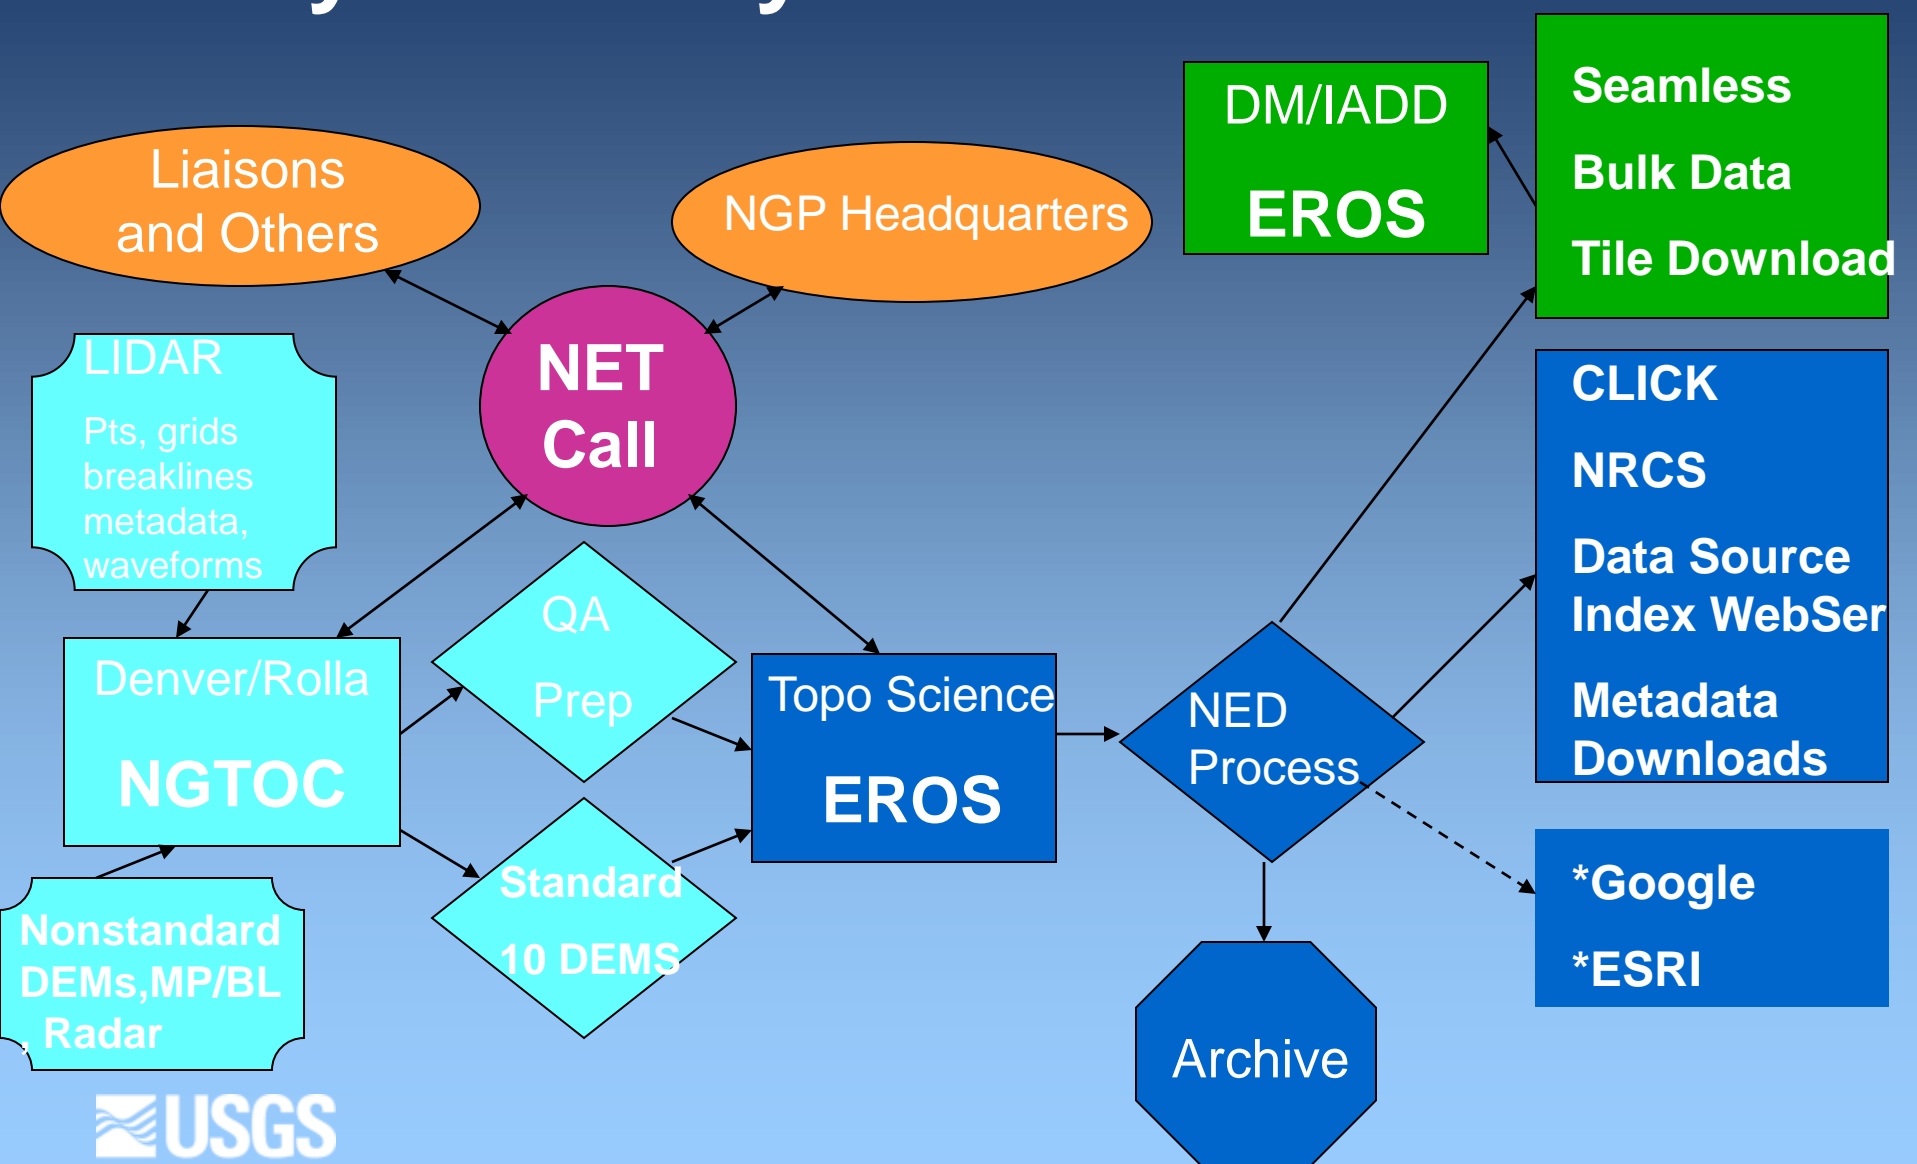 Liaisons
and Others
NGP Headquarters
DM/IADD
EROS
Seamless
Bulk Data
Tile Download
NET
Call
LIDAR
Pts, grids
breaklines
metadata,
waveforms
CLICK
NRCS
Data Source
Index WebSer
Metadata
Downloads
QA
Prep
Denver/Rolla
NGTOC
Topo Science
EROS
NED
Process
Standard
10 DEMS
*Google
*ESRI
Nonstandard
DEMs,MP/BL
, Radar
Archive
USGS